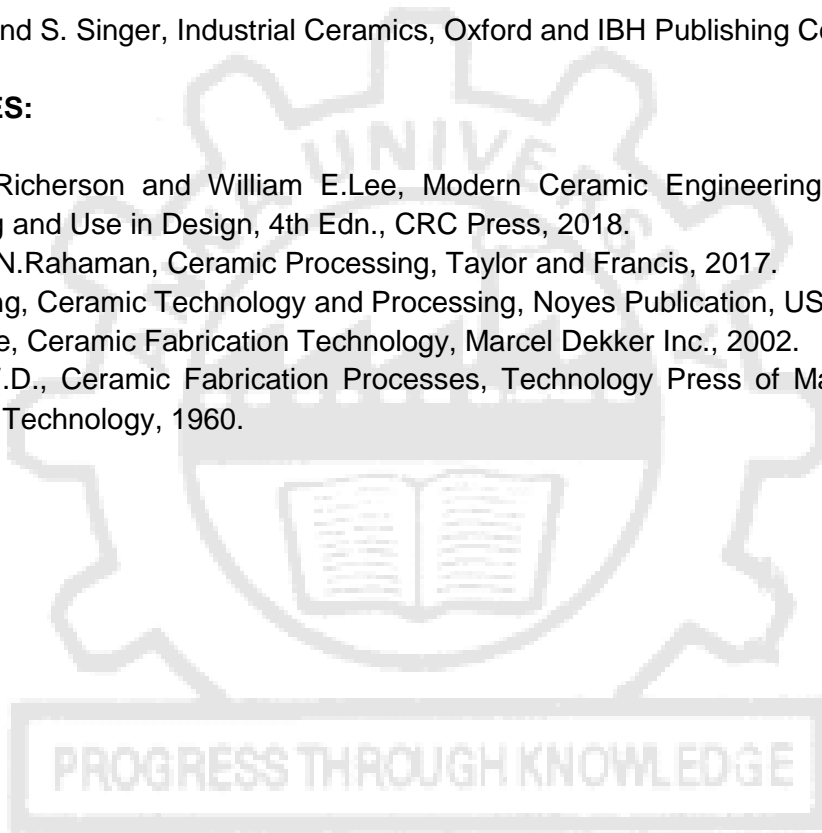 nd S. Singer, Industrial Ceramics, Oxford and IBH Publishing Co
ES:
Richerson and William E.Lee, Modern Ceramic Engineering
g and Use in Design, 4th Edn., CRC Press, 2018.
N.Rahaman, Ceramic Processing, Taylor and Francis, 2017.
ng, Ceramic Technology and Processing, Noyes Publication, US
e, Ceramic Fabrication Technology, Marcel Dekker Inc., 2002.
.D., Ceramic Fabrication Processes, Technology Press of Ma
Technology, 1960.
UNIVERSITY
PROGRESS THROUGH KNOWLEDGE